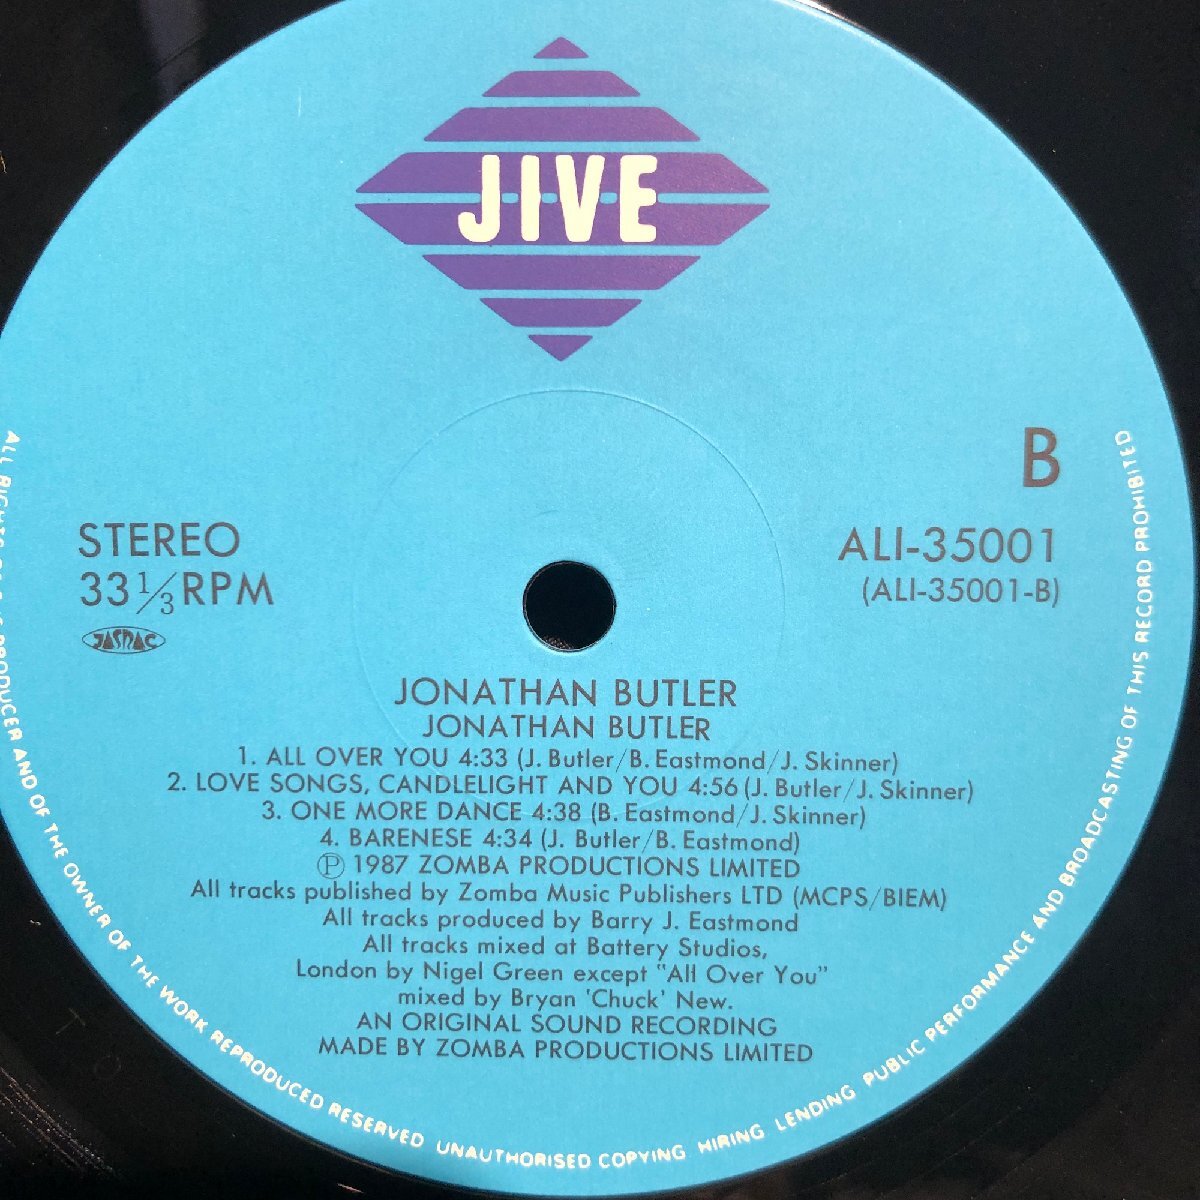 JIVE
B
STEREO
33 1/3 RPM
JASRAC
ALI-35001
(ALI-35001-B)
JONATHAN BUTLER
JONATHAN BUTLER
1. ALL OVER YOU 4:33 (J. Butler/B. Eastmond/J. Skinner)
2. LOVE SONGS, CANDLELIGHT AND YOU 4:56 (J. Butler/J. Skinner)
3. ONE MORE DANCE 4:38 (B. Eastmond/J. Skinner)
4. BARENESE 4:34 (J. Butler/B. Eastmond)
Ⓟ 1987 ZOMBA PRODUCTIONS LIMITED
All tracks published by Zomba Music Publishers LTD (MCPS/BIEM)
All tracks produced by Barry J. Eastmond
All tracks mixed at Battery Studios,
London by Nigel Green except "All Over You"
mixed by Bryan 'Chuck' New.
AN ORIGINAL SOUND RECORDING
MADE BY ZOMBA PRODUCTIONS LIMITED
ALL PRODUCER AND OF THE OWNER OF THE WORK REPRODUCED RESERVED UNAUTHORISED COPYING HIRING LENDING PUBLIC PERFORMANCE AND BROADCASTING OF THIS RECORD PROHIBITED